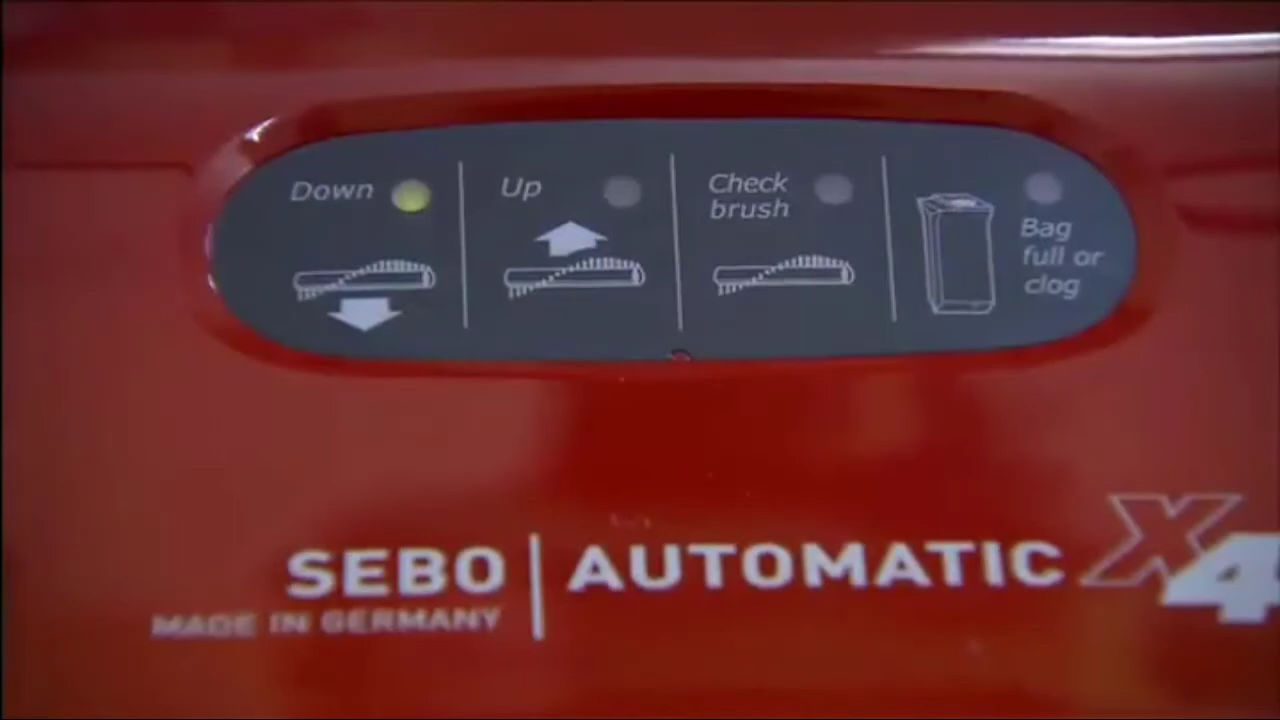 Down
Up
Check
brush
Bag
full or
clog
SEBO
MADE IN GERMANY
AUTOMATIC X4